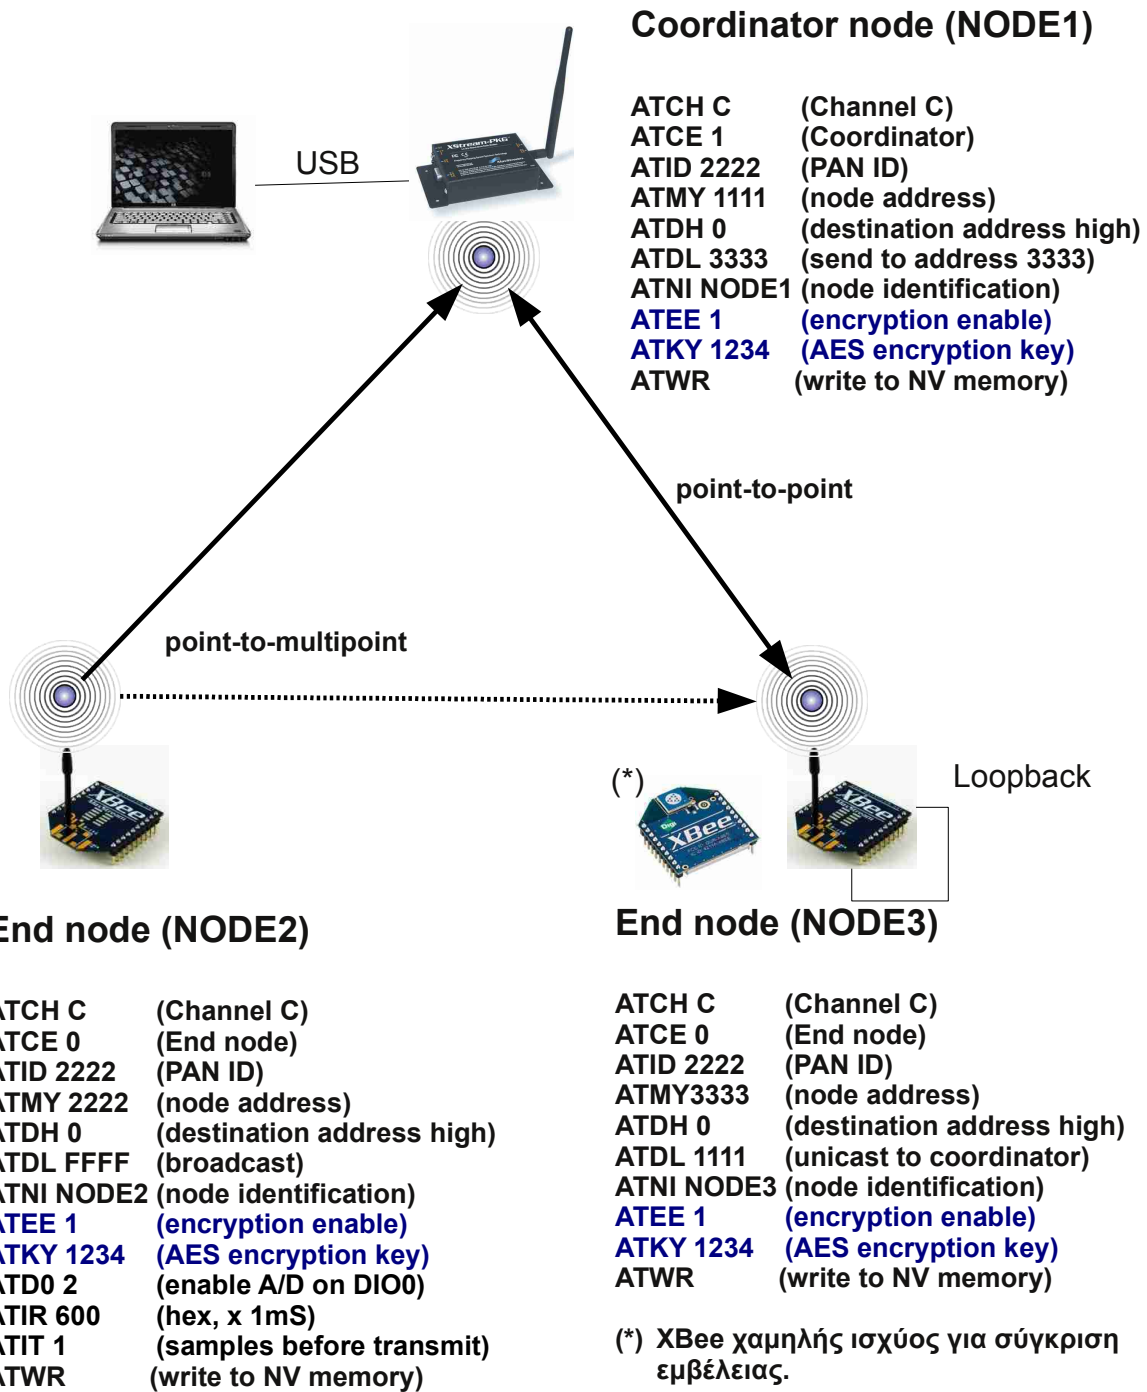 Coordinator node (NODE1)
ATCH C (Channel C)
ATCE 1 (Coordinator)
ATID 2222 (PAN ID)
ATMY 1111 (node address)
ATDH 0 (destination address high)
ATDL 3333 (send to address 3333)
ATNI NODE1 (node identification)
ATEE 1 (encryption enable)
ATKY 1234 (AES encryption key)
ATWR (write to NV memory)
USB
XStream-PKG
point-to-point
point-to-multipoint
(*)
Loopback
XBee
Digi
XBee
XBee
End node (NODE2)
ATCH C (Channel C)
ATCE 0 (End node)
ATID 2222 (PAN ID)
ATMY 2222 (node address)
ATDH 0 (destination address high)
ATDL FFFF (broadcast)
ATNI NODE2 (node identification)
ATEE 1 (encryption enable)
ATKY 1234 (AES encryption key)
ATD0 2 (enable A/D on DIO0)
ATIR 600 (hex, x 1mS)
ATIT 1 (samples before transmit)
ATWR (write to NV memory)
End node (NODE3)
ATCH C (Channel C)
ATCE 0 (End node)
ATID 2222 (PAN ID)
ATMY3333 (node address)
ATDH 0 (destination address high)
ATDL 1111 (unicast to coordinator)
ATNI NODE3 (node identification)
ATEE 1 (encryption enable)
ATKY 1234 (AES encryption key)
ATWR (write to NV memory)
(*) XBee χαμηλής ισχύος για σύγκριση
εμβέλειας.